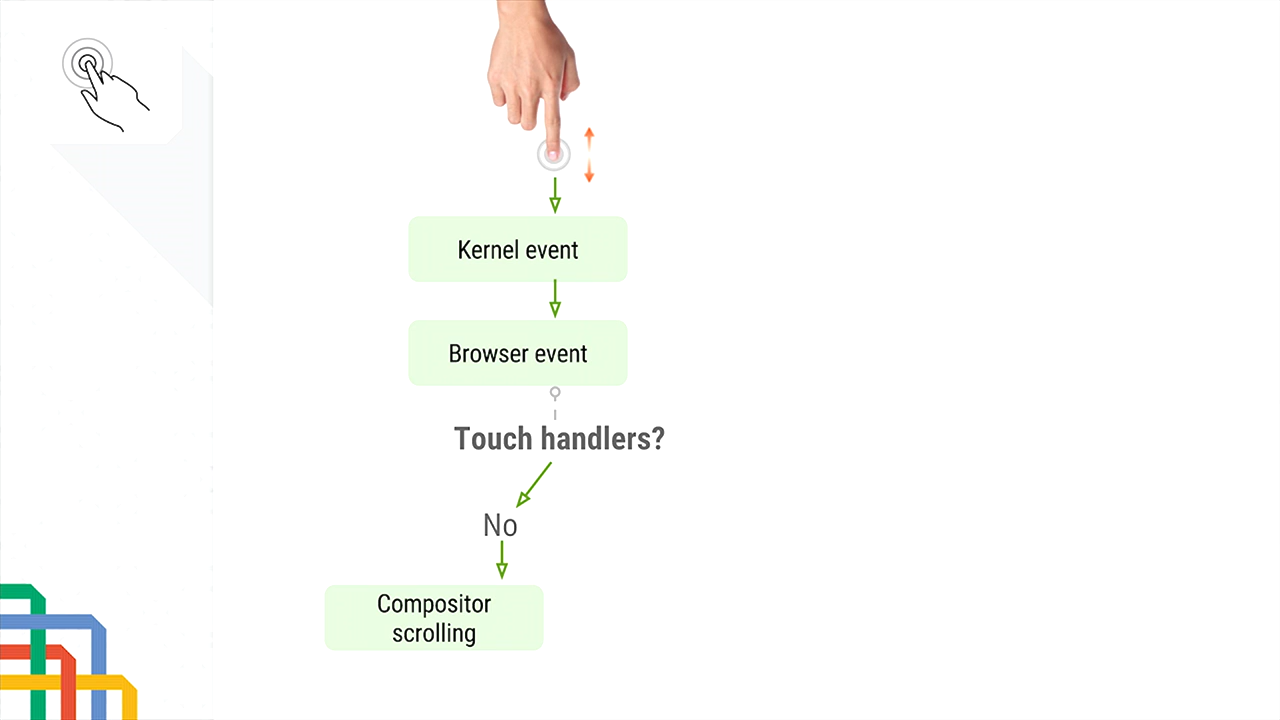 Kernel event
Browser event
Touch handlers?
No
Compositor
scrolling